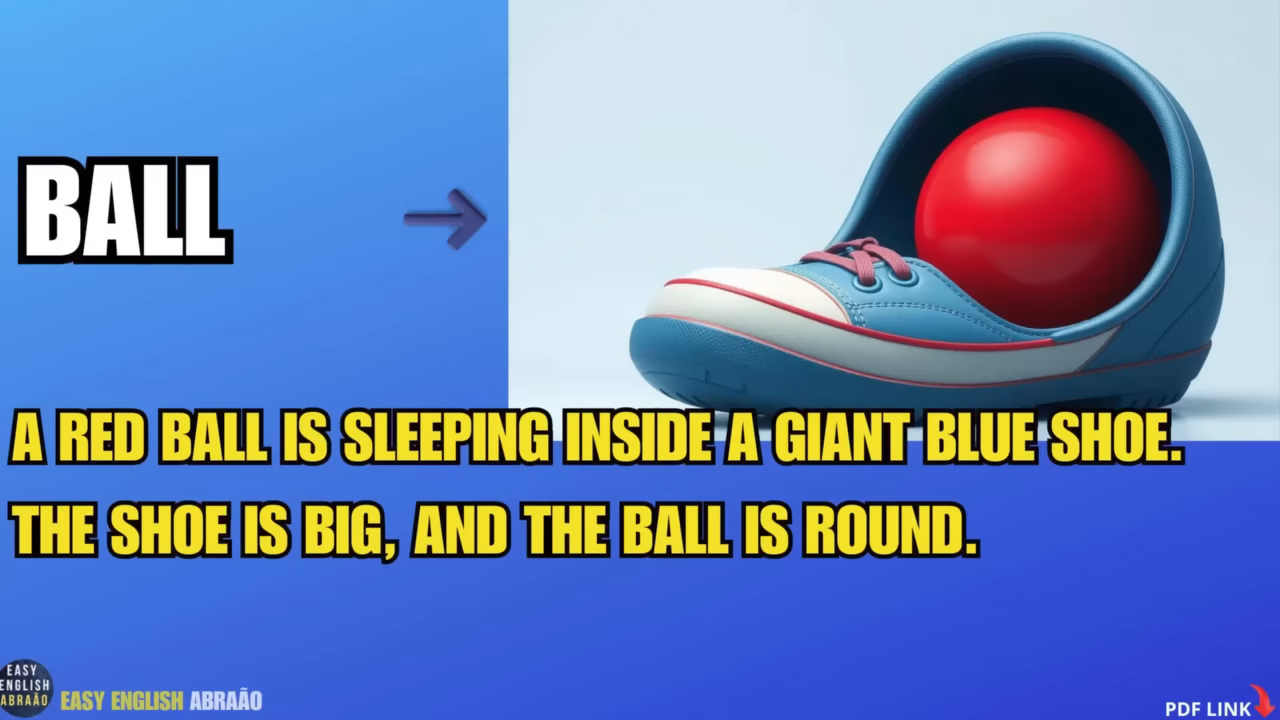 BALL
A RED BALL IS SLEEPING INSIDE A GIANT BLUE SHOE.
THE SHOE IS BIG, AND THE BALL IS ROUND.
EASY
ENGLISH
ABRAÃO
EASY ENGLISH ABRAÃO
PDF LINK